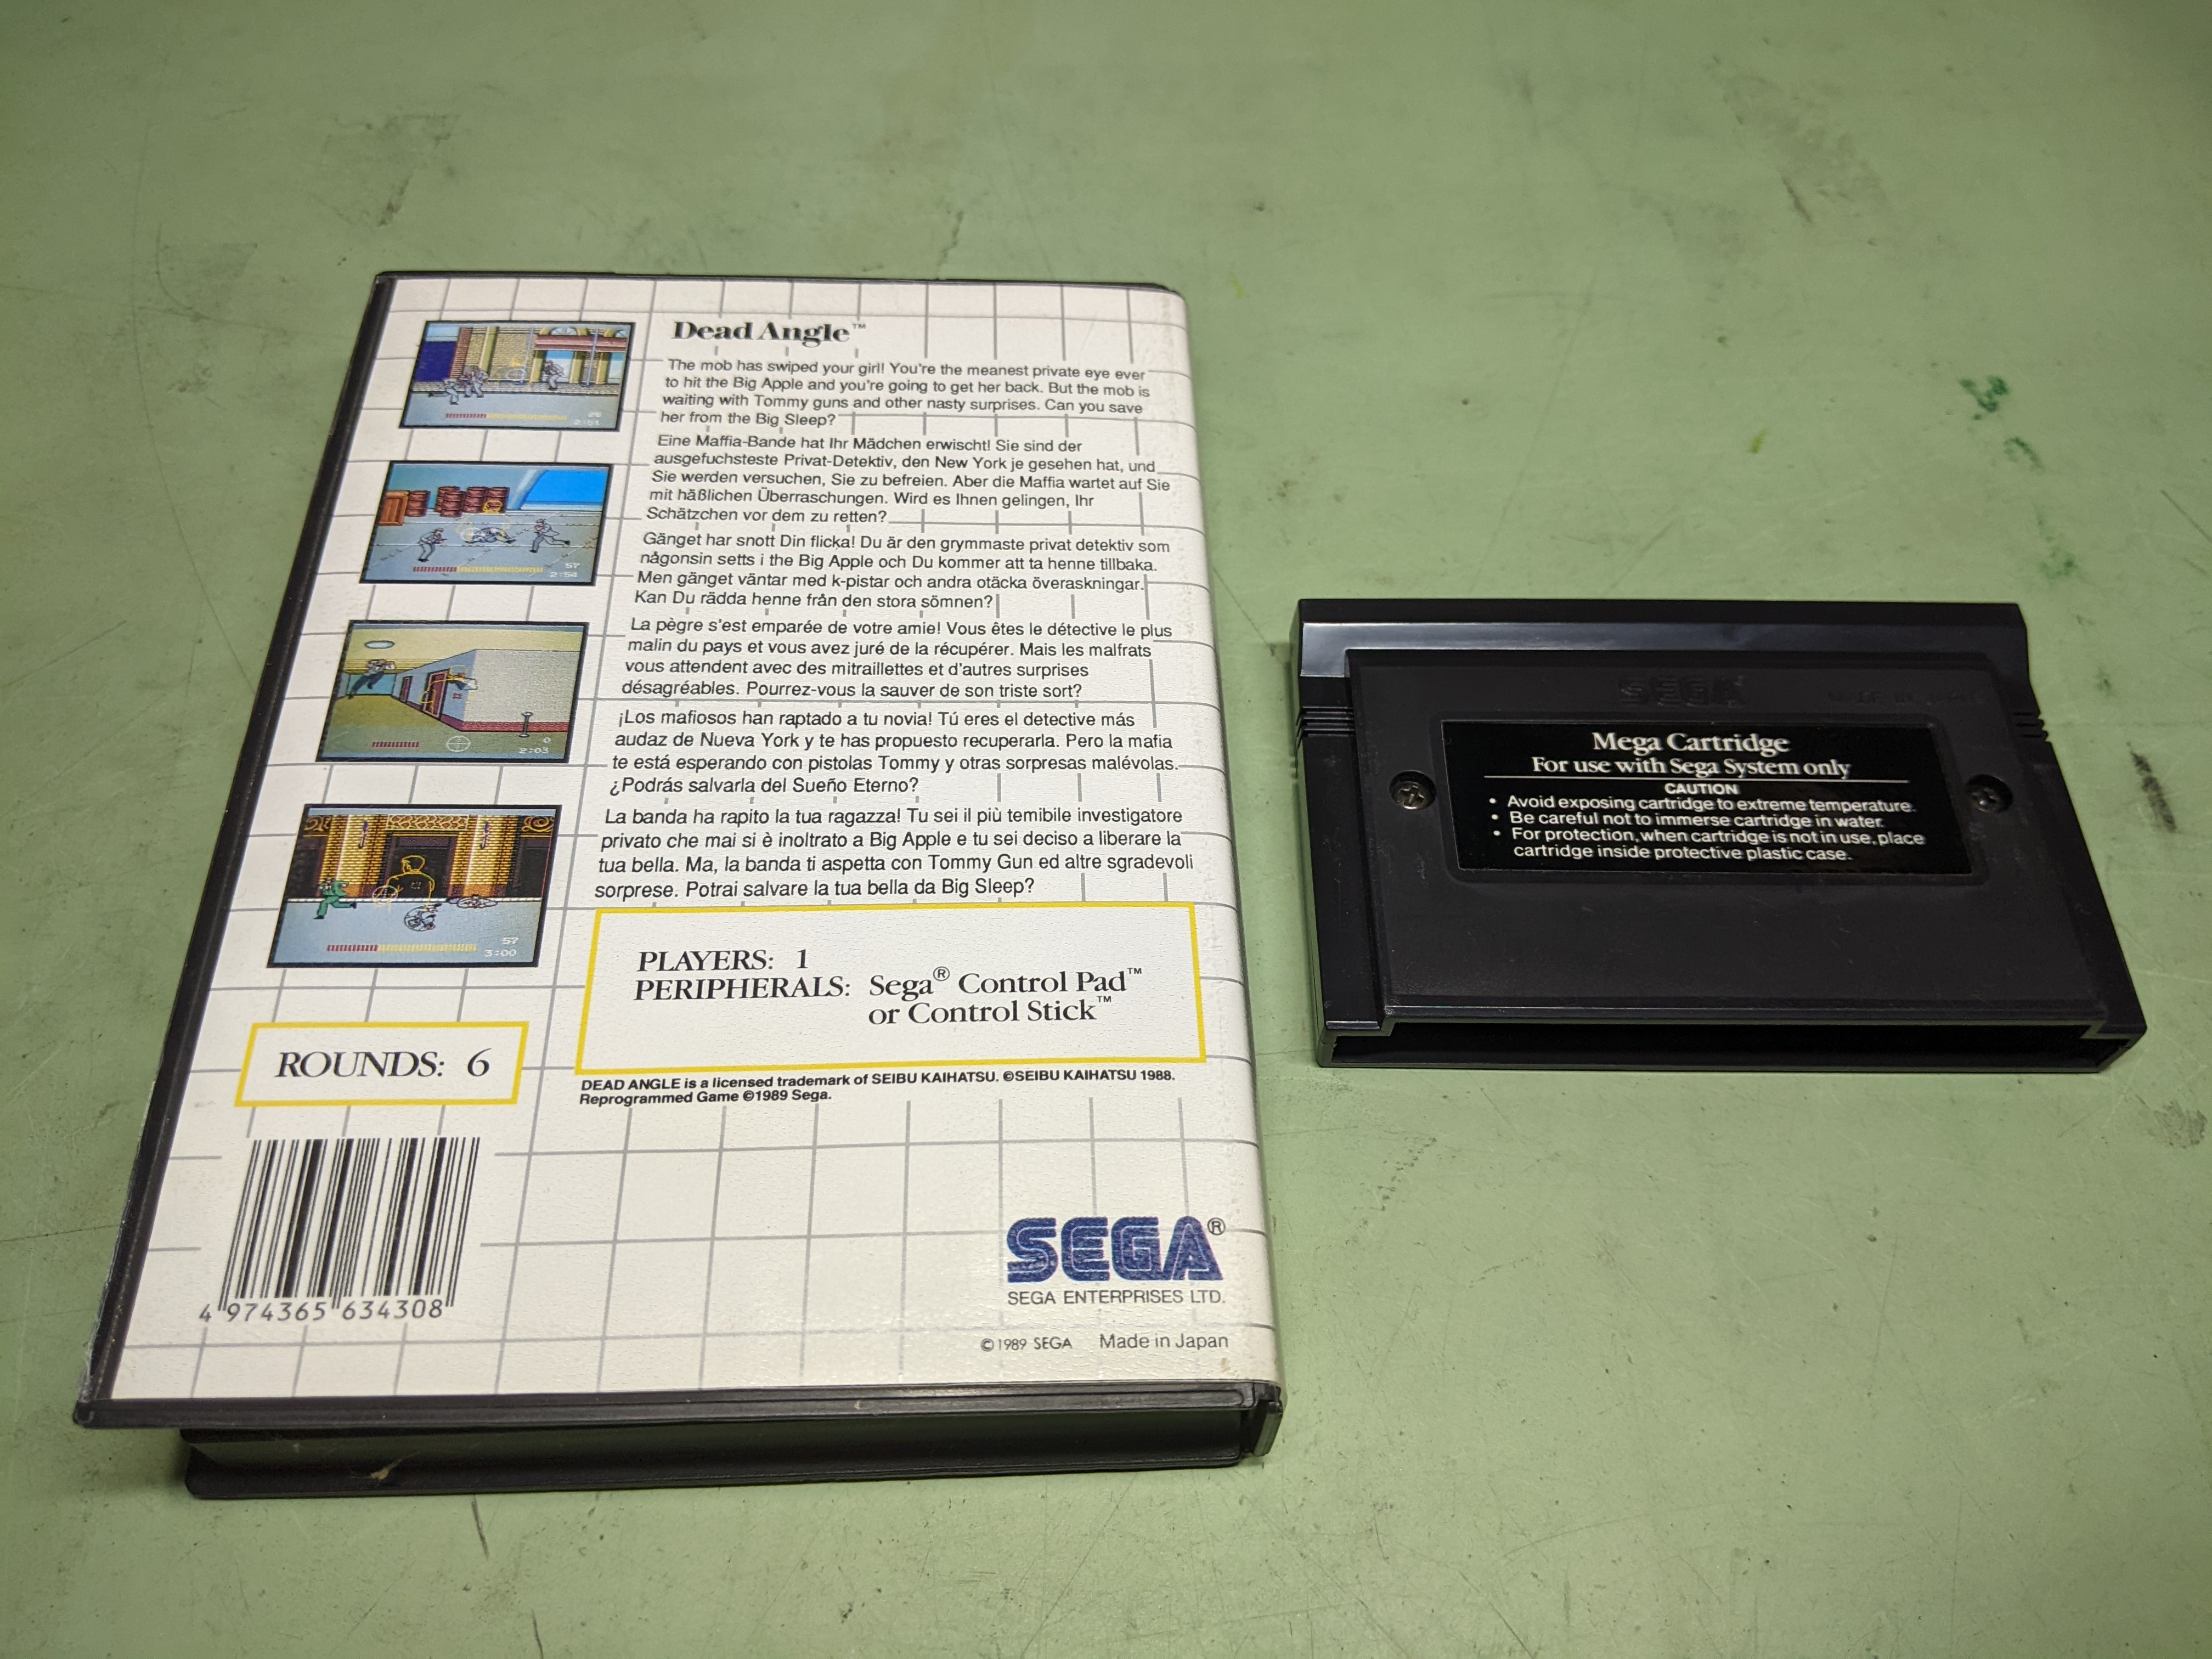 Dead Angle™
The mob has swiped your girl! You're the meanest private eye ever
to hit the Big Apple and you're going to get her back. But the mob is
waiting with Tommy guns and other nasty surprises. Can you save
her from the Big Sleep?
Eine Maffia-Bande hat Ihr Mädchen erwischt! Sie sind der
ausgefuchsteste Privat-Detektiv, den New York je gesehen hat, und
Sie werden versuchen, Sie zu befreien. Aber die Maffia wartet auf Sie
mit häßlichen Überraschungen. Wird es Ihnen gelingen, Ihr
Schätzchen vor dem zu retten?
Gänget har snott Din flicka! Du är den grymmaste privat detektiv som
någonsin setts i the Big Apple och Du kommer att ta henne tillbaka.
Men gänget väntar med k-pistar och andra otäcka överaskningar.
Kan Du rädda henne från den stora sömnen?
La pègre s'est emparée de votre amie! Vous êtes le détective le plus
malin du pays et vous avez juré de la récupérer. Mais les malfrats
vous attendent avec des mitraillettes et d'autres surprises
désagréables. Pourrez-vous la sauver de son triste sort?
¡Los mafiosos han raptado a tu novia! Tú eres el detective más
audaz de Nueva York y te has propuesto recuperarla. Pero la mafia
te está esperando con pistolas Tommy y otras sorpresas malévolas.
¿Podrás salvarla del Sueño Eterno?
La banda ha rapito la tua ragazza! Tu sei il più temibile investigatore
privato che mai si è inoltrato a Big Apple e tu sei deciso a liberare la
tua bella. Ma, la banda ti aspetta con Tommy Gun ed altre sgradevoli
sorprese. Potrai salvare la tua bella da Big Sleep?
57
2:54
0
2:03
57
3:00
PLAYERS: 1
PERIPHERALS: Sega® Control Pad™
or Control Stick™
ROUNDS: 6
DEAD ANGLE is a licensed trademark of SEIBU KAIHATSU. ©SEIBU KAIHATSU 1988.
Reprogrammed Game ©1989 Sega.
4 974365 634308
SEGA®
SEGA ENTERPRISES LTD.
©1989 SEGA Made in Japan
SEGA MADE IN JAPAN
Mega Cartridge
For use with Sega System only
CAUTION
• Avoid exposing cartridge to extreme temperature.
• Be careful not to immerse cartridge in water.
• For protection, when cartridge is not in use, place
cartridge inside protective plastic case.